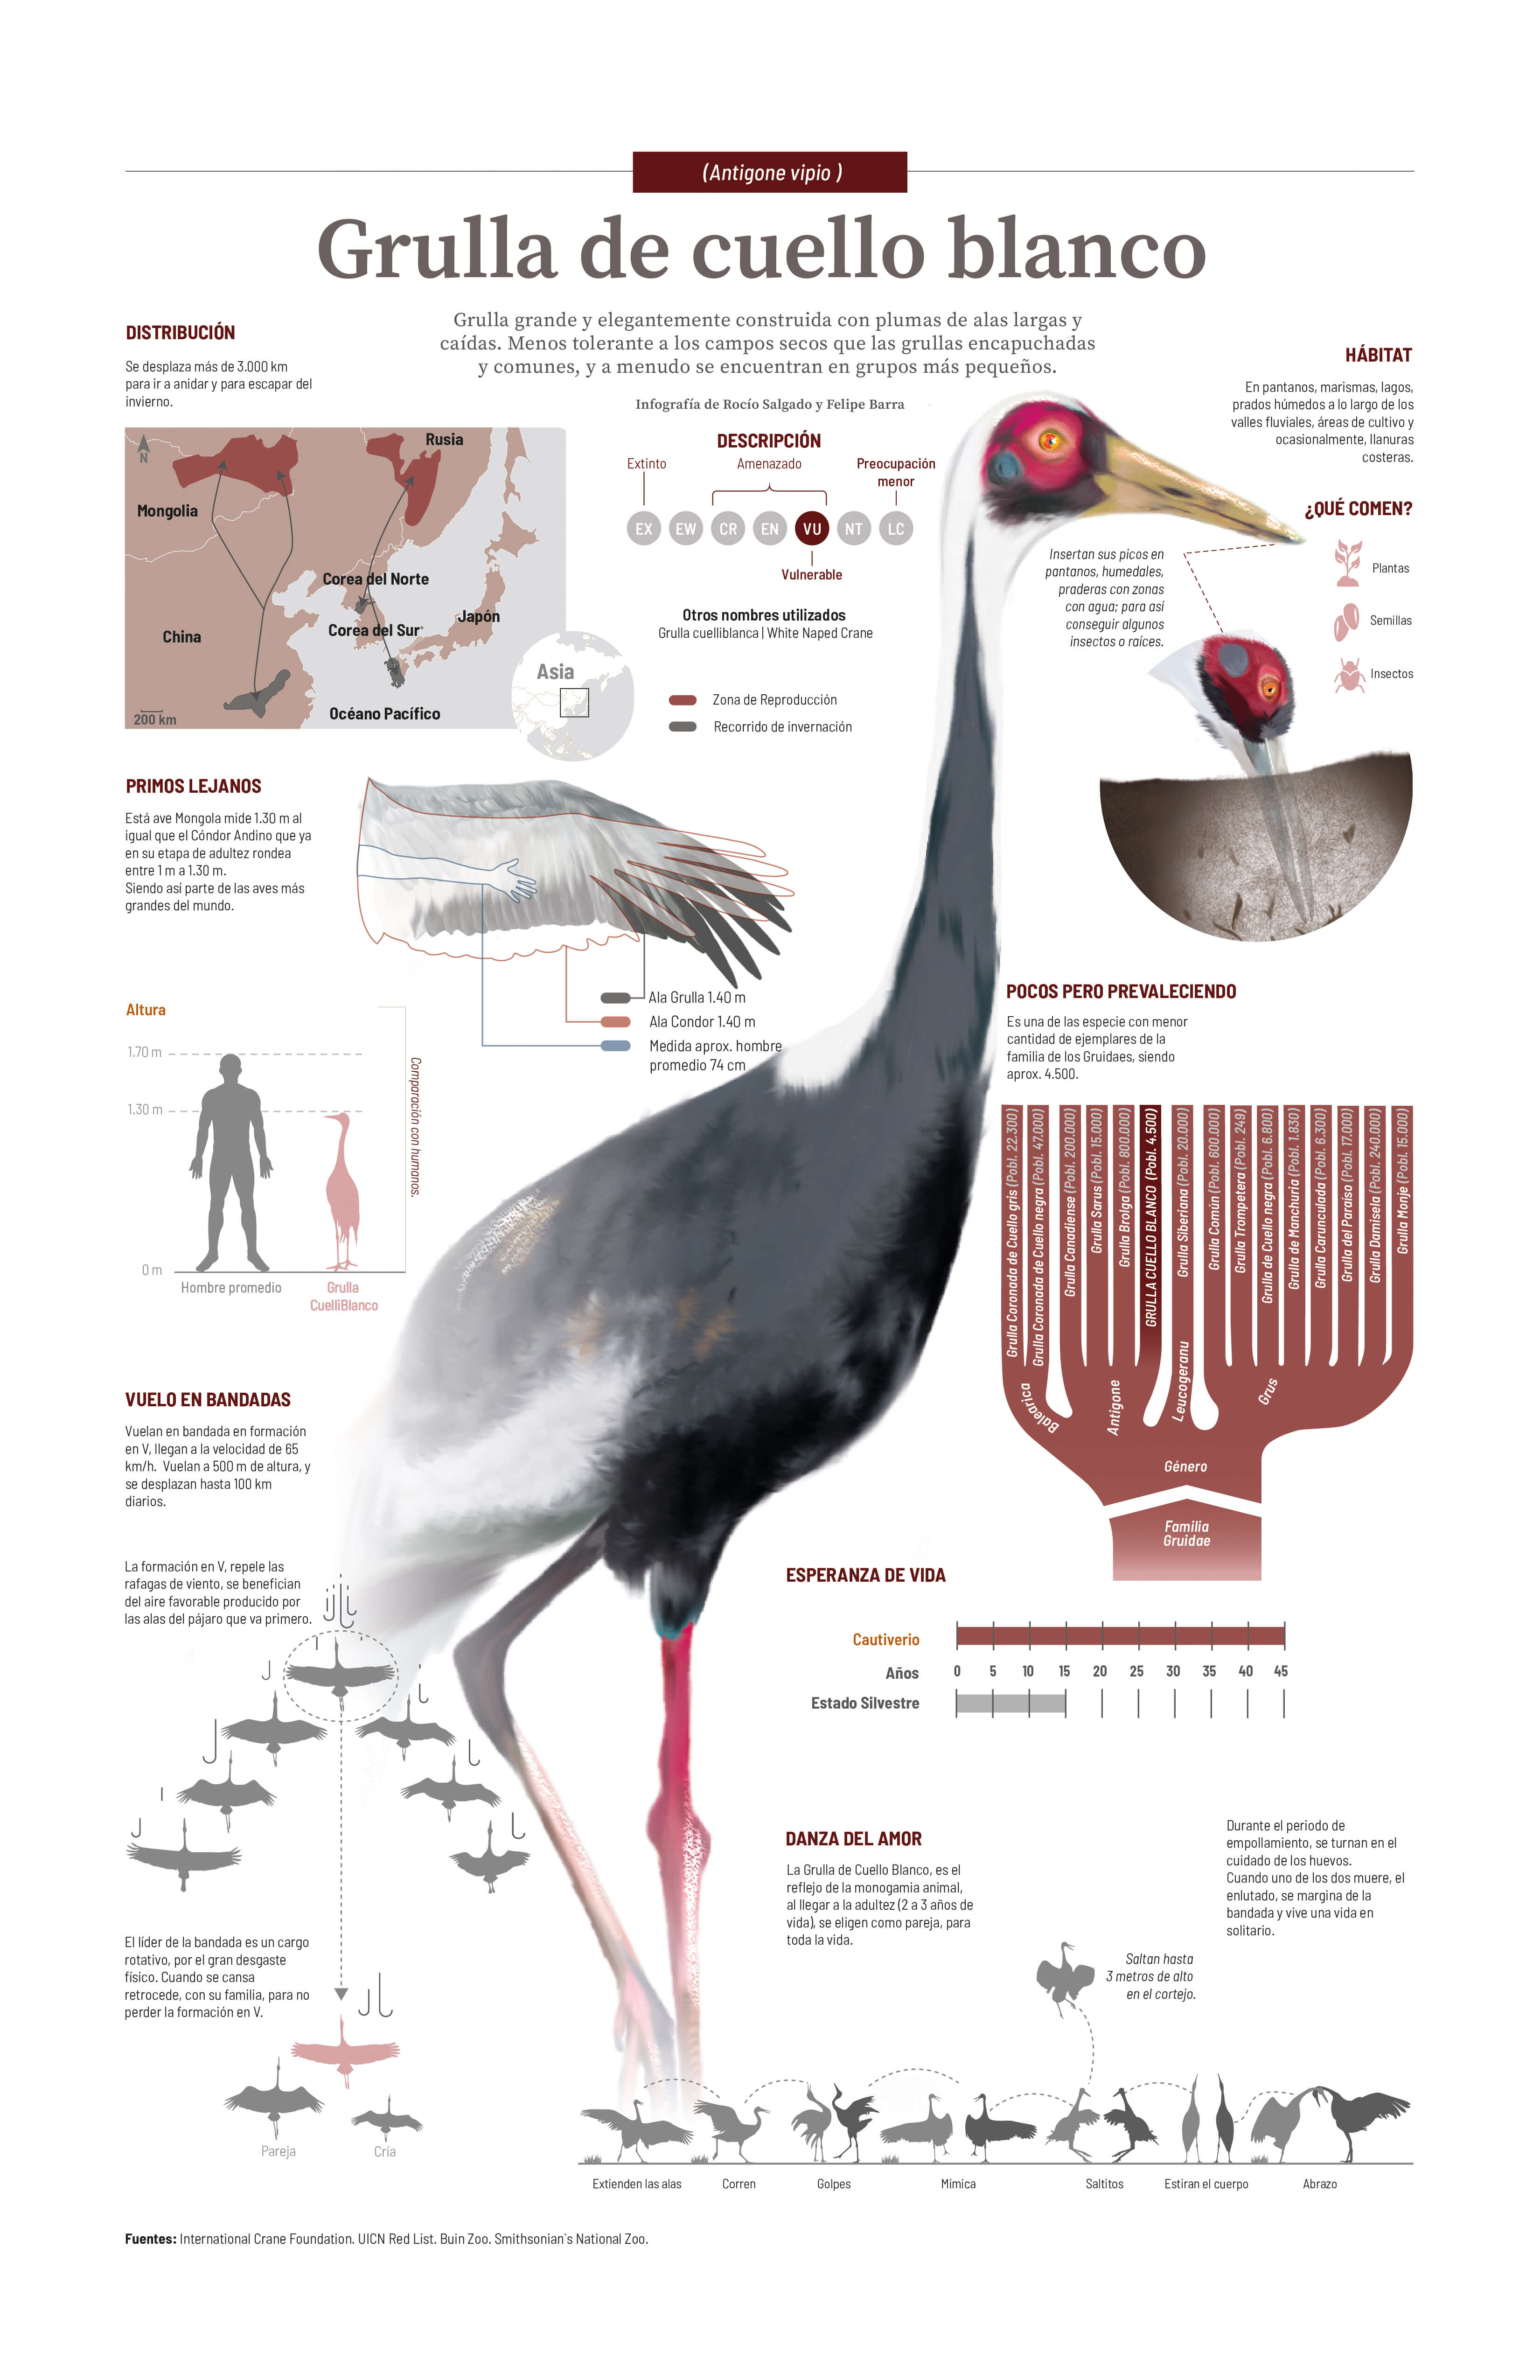 (Antigone vipio )
Grulla de cuello blanco
Grulla grande y elegantemente construida con plumas de alas largas y
caídas. Menos tolerante a los campos secos que las grullas encapuchadas
y comunes, y a menudo se encuentran en grupos más pequeños.
Infografía de Rocío Salgado y Felipe Barra
DISTRIBUCIÓN
Se desplaza más de 3.000 km
para ir a anidar y para escapar del
invierno.
N
Rusia
Mongolia
Corea del Norte
Japón
Corea del Sur
China
Océano Pacífico
200 km
Asia
DESCRIPCIÓN
Extinto
Amenazado
Preocupación
menor
EX
EW
CR
EN
VU
NT
LC
Vulnerable
Otros nombres utilizados
Grulla cuelliblanca | White Naped Crane
Zona de Reproducción
Recorrido de invernación
HÁBITAT
En pantanos, marismas, lagos,
prados húmedos a lo largo de los
valles fluviales, áreas de cultivo y
ocasionalmente, llanuras
costeras.
¿QUÉ COMEN?
Plantas
Semillas
Insectos
Insertan sus picos en
pantanos, humedales,
praderas con zonas
con agua; para así
conseguir algunos
insectos o raíces.
PRIMOS LEJANOS
Está ave Mongola mide 1.30 m al
igual que el Cóndor Andino que ya
en su etapa de adultez rondea
entre 1 m a 1.30 m.
Siendo así parte de las aves más
grandes del mundo.
Ala Grulla 1.40 m
Ala Condor 1.40 m
Medida aprox. hombre
promedio 74 cm
Altura
1.70 m
1.30 m
0 m
Hombre promedio
Grulla
CuelliBlanco
Comparación con humanos.
POCOS PERO PREVALECIENDO
Es una de las especie con menor
cantidad de ejemplares de la
familia de los Gruidaes, siendo
aprox. 4.500.
Grulla Coronada de Cuello gris (Pobl. 22.300)
Grulla Coronada de Cuello negra (Pobl. 47.000)
Grulla Canadiense (Pobl. 200.000)
Grulla Sarus (Pobl. 15.000)
Grulla Brolga (Pobl. 800.000)
GRULLA CUELLO BLANCO (Pobl. 4.500)
Grulla Siberiana (Pobl. 20.000)
Grulla Común (Pobl. 600.000)
Grulla Trompetera (Pobl. 249)
Grulla de Cuello negra (Pobl. 6.800)
Grulla de Manchuria (Pobl. 1.830)
Grulla Carunculada (Pobl. 6.300)
Grulla del Paraíso (Pobl. 17.000)
Grulla Damisela (Pobl. 240.000)
Grulla Monje (Pobl. 15.000)
Balearica
Antigone
Leucogeranu
Grus
Género
Familia
Gruidae
VUELO EN BANDADAS
Vuelan en bandada en formación
en V, llegan a la velocidad de 65
km/h. Vuelan a 500 m de altura, y
se desplazan hasta 100 km
diarios.
La formación en V, repele las
rafagas de viento, se benefician
del aire favorable producido por
las alas del pájaro que va primero.
El líder de la bandada es un cargo
rotativo, por el gran desgaste
físico. Cuando se cansa
retrocede, con su familia, para no
perder la formación en V.
Pareja
Cría
ESPERANZA DE VIDA
Cautiverio
Años
0 5 10 15 20 25 30 35 40 45
Estado Silvestre
DANZA DEL AMOR
La Grulla de Cuello Blanco, es el
reflejo de la monogamia animal,
al llegar a la adultez (2 a 3 años de
vida), se eligen como pareja, para
toda la vida.
Durante el periodo de
empollamiento, se turnan en el
cuidado de los huevos.
Cuando uno de los dos muere, el
enlutado, se margina de la
bandada y vive una vida en
solitario.
Saltan hasta
3 metros de alto
en el cortejo.
Extienden las alas
Corren
Golpes
Mímica
Saltitos
Estiran el cuerpo
Abrazo
Fuentes: International Crane Foundation. UICN Red List. Buin Zoo. Smithsonian`s National Zoo.